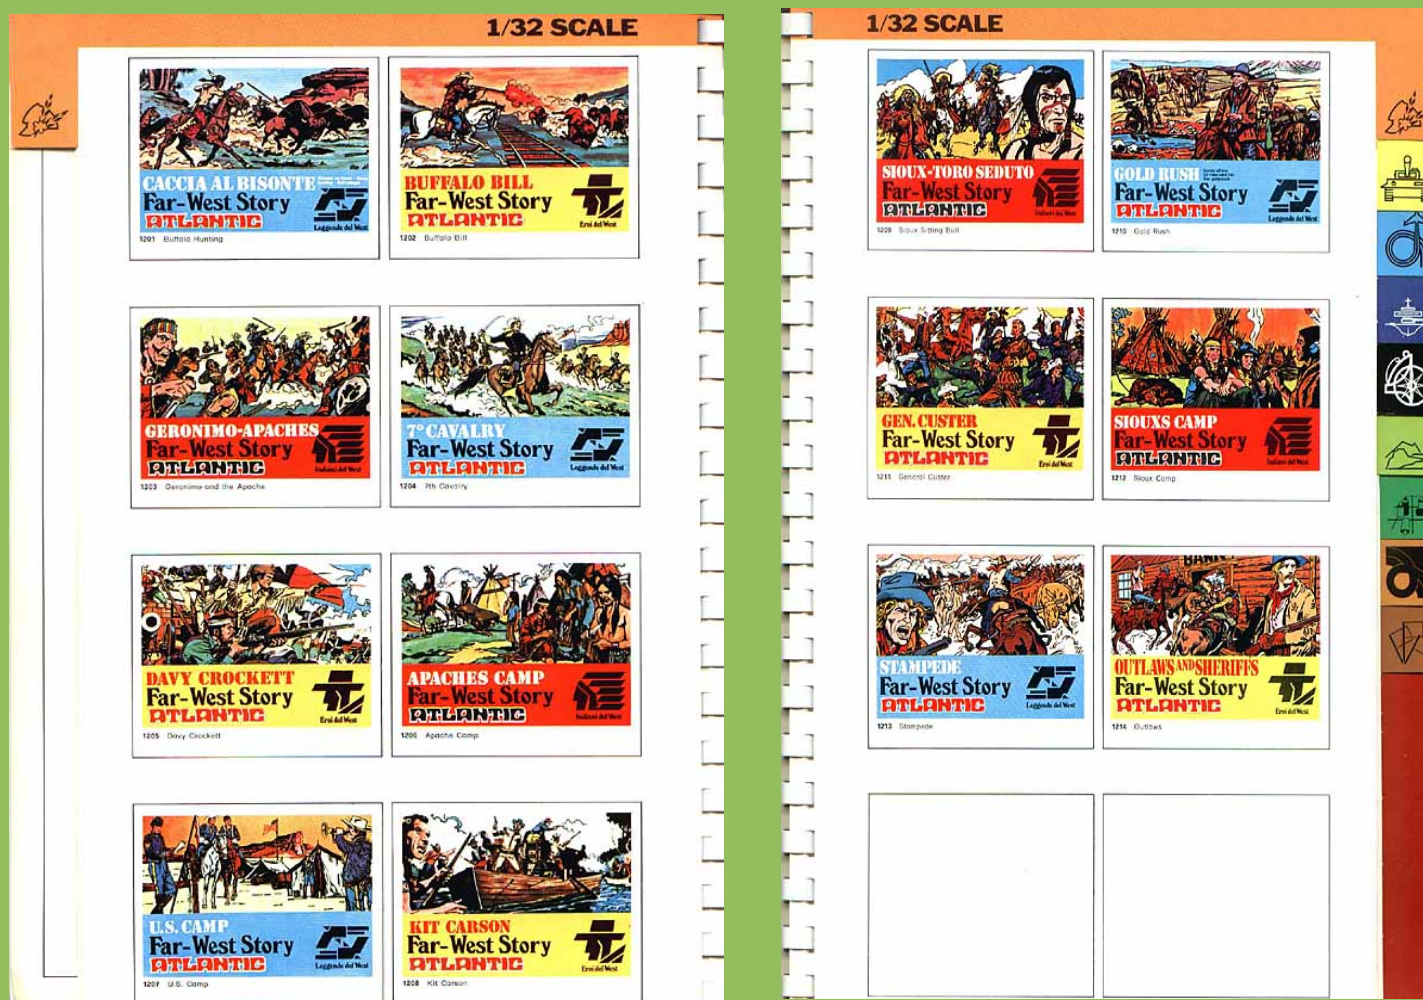 1/32 SCALE
CACCIA AL BISONTE
Far-West Story
ATLANTIC
Leggende del West
1201 Buffalo Hunting
BUFFALO BILL
Far-West Story
ATLANTIC
Eroi del West
1202 Buffalo Bill
GERONIMO-APACHES
Far-West Story
ATLANTIC
Indiani del West
1203 Geronimo and the Apache
7° CAVALRY
Far-West Story
ATLANTIC
Leggende del West
1204 7th Cavalry
DAVY CROCKETT
Far-West Story
ATLANTIC
Eroi del West
1205 Davy Crockett
APACHES CAMP
Far-West Story
ATLANTIC
Indiani del West
1206 Apache Camp
U.S. CAMP
Far-West Story
ATLANTIC
Leggende del West
1207 U.S. Camp
KIT CARSON
Far-West Story
ATLANTIC
Eroi del West
1208 Kit Carson
1/32 SCALE
SIOUX-TORO SEDUTO
Far-West Story
ATLANTIC
Indiani del West
1209 Sioux Sitting Bull
GOLD RUSH
Far-West Story
ATLANTIC
Leggende del West
1210 Gold Rush
GEN. CUSTER
Far-West Story
ATLANTIC
Eroi del West
1211 General Custer
SIOUXS CAMP
Far-West Story
ATLANTIC
Indiani del West
1212 Sioux Camp
STAMPEDE
Far-West Story
ATLANTIC
Leggende del West
1213 Stampede
BANK
OUTLAWS AND SHERIFFS
Far-West Story
ATLANTIC
Eroi del West
1214 Outlaws